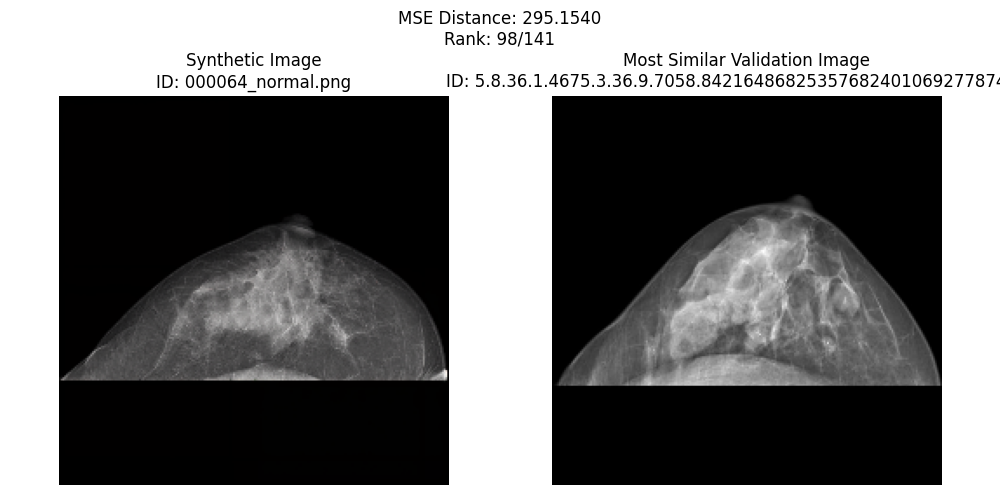 MSE Distance: 295.1540
Rank: 98/141
Synthetic Image
ID: 000064_normal.png
Most Similar Validation Image
ID: 5.8.36.1.4675.3.36.9.7058.84216486825357682401069277874